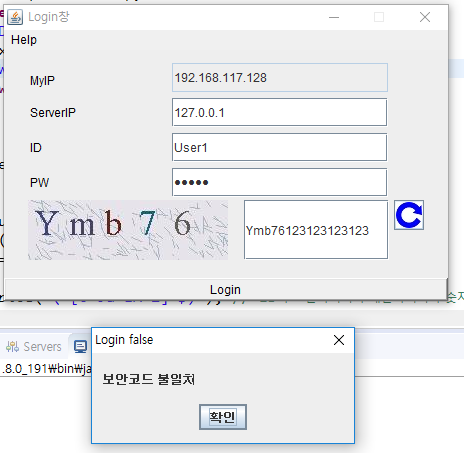 Login창
Help
MyIP 192.168.117.128
ServerIP 127.0.0.1
ID User1
PW •••••
Ymb76 Ymb76123123123123
Login
Servers
.8.0_191\bin\ja
Login false
보안코드 불일치
확인